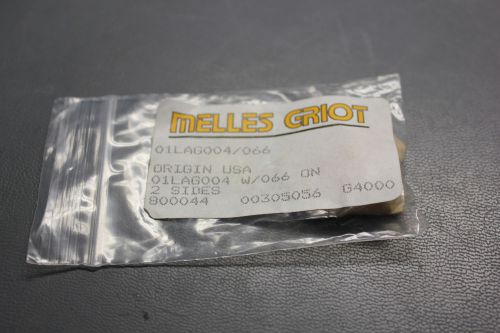 MELLES GRIOT
01LAG004/066
ORIGIN USA
01LAG004 W/066 ON
2 SIDES
800044 00305056 G4000